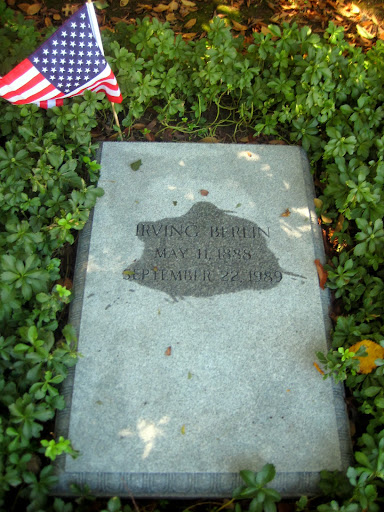 IRVING BERLIN
MAY 11, 1888
SEPTEMBER 22, 1989